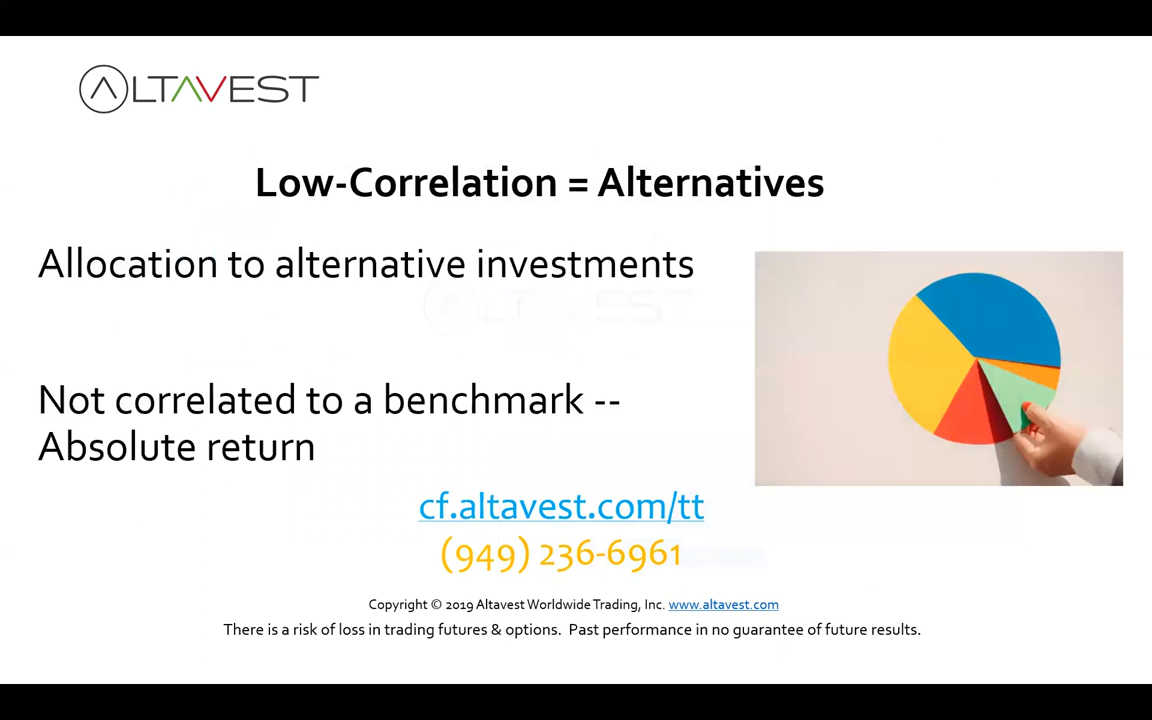 ALTAVEST
Low-Correlation = Alternatives
Allocation to alternative investments
ALTAVEST
Not correlated to a benchmark --
Absolute return
cf.altavest.com/tt
(949) 236-6961
Copyright © 2019 Altavest Worldwide Trading, Inc. www.altavest.com
There is a risk of loss in trading futures & options.  Past performance in no guarantee of future results.